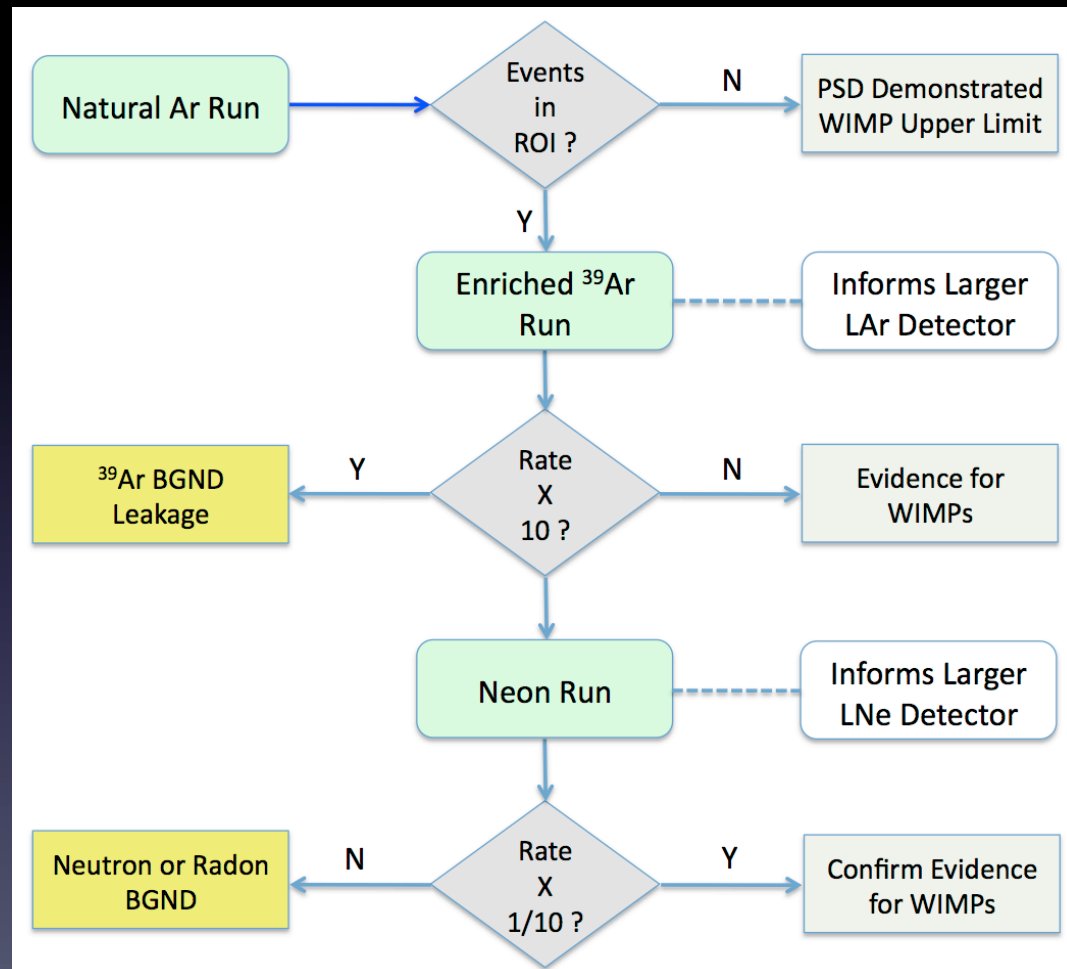 Natural Ar Run
Events
in
ROI ?
N
PSD Demonstrated
WIMP Upper Limit
Y
Enriched ³⁹Ar
Run
Informs Larger
LAr Detector
³⁹Ar BGND
Leakage
Y
Rate
X
10 ?
N
Evidence for
WIMPs
Neon Run
Informs Larger
LNe Detector
Neutron or Radon
BGND
N
Rate
X
1/10 ?
Y
Confirm Evidence
for WIMPs